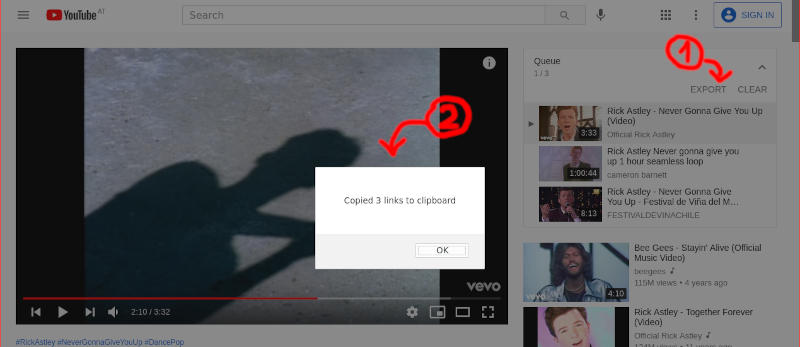 YouTube AT
Search
SIGN IN
1
Queue
1 / 3
EXPORT CLEAR
Rick Astley - Never Gonna Give You Up
(Video)
Official Rick Astley
3:33
vevo
Rick Astley Never gonna give you
up 1 hour seamless loop
cameron barnett
1:00:44
Rick Astley - Never Gonna Give
You Up - Festival de Viña del M...
FESTIVALDEVINACHILE
8:13
2
Copied 3 links to clipboard
OK
vevo
2:10 / 3:32
Bee Gees - Stayin' Alive (Official
Music Video)
beegees
115M views • 4 years ago
4:10
vevo
Rick Astley - Together Forever
(Video)
Official Rick Astley
#RickAstley #NeverGonnaGiveYouUp #DancePop